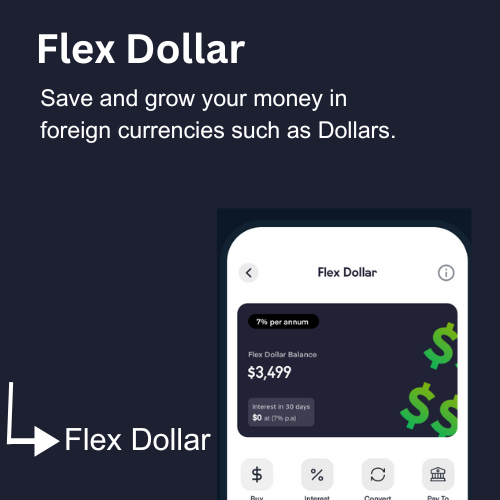 Flex Dollar
Save and grow your money in
foreign currencies such as Dollars.
Flex Dollar
7% per annum
Flex Dollar Balance
$3,499
Interest in 30 days
$0 at (7% p.a)
Flex Dollar
Buy Interest Convert Pay To